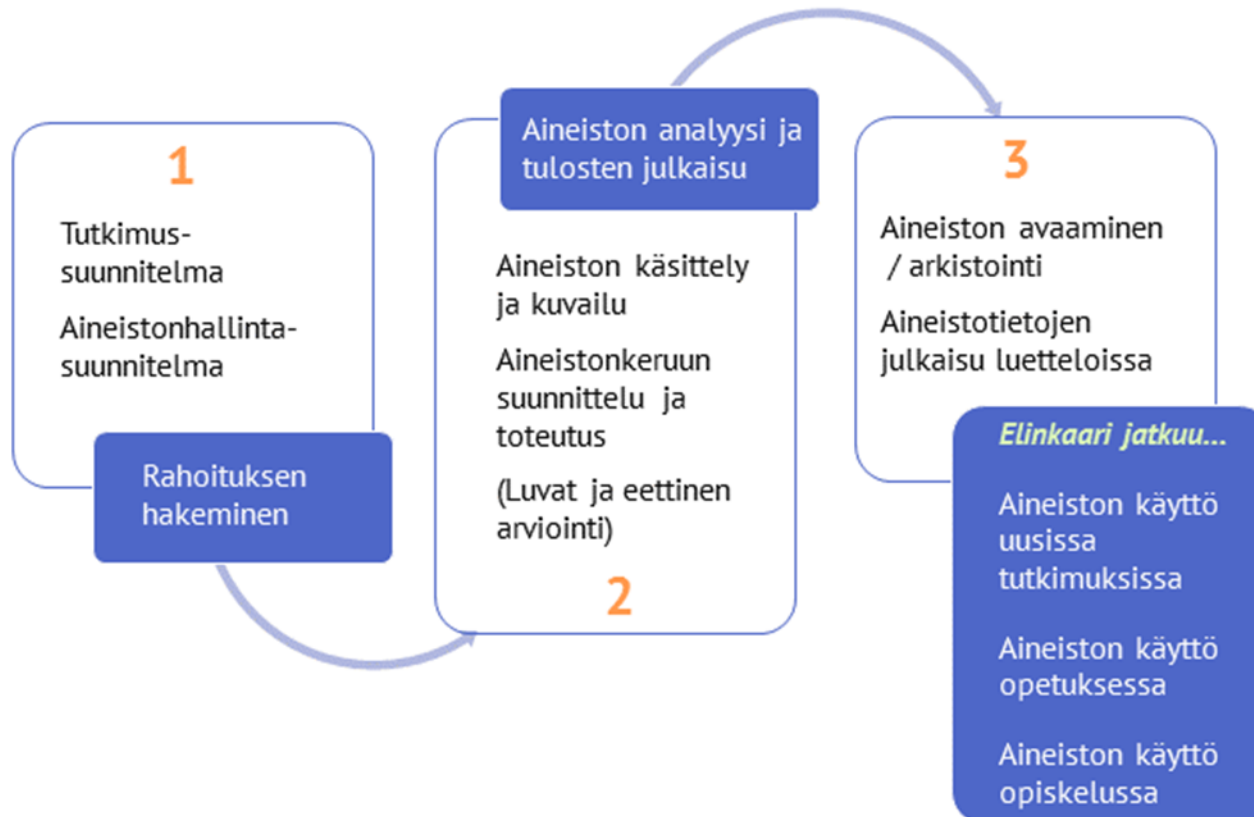 1
Tutkimus-
suunnitelma
Aineistonhallinta-
suunnitelma
Rahoituksen
hakeminen
Aineiston analyysi ja
tulosten julkaisu
Aineiston käsittely
ja kuvailu
Aineistonkeruun
suunnittelu ja
toteutus
(Luvat ja eettinen
arviointi)
2
3
Aineiston avaaminen
/ arkistointi
Aineistotietojen
julkaisu luetteloissa
Elinkaari jatkuu...
Aineiston käyttö
uusissa
tutkimuksissa
Aineiston käyttö
opetuksessa
Aineiston käyttö
opiskelussa